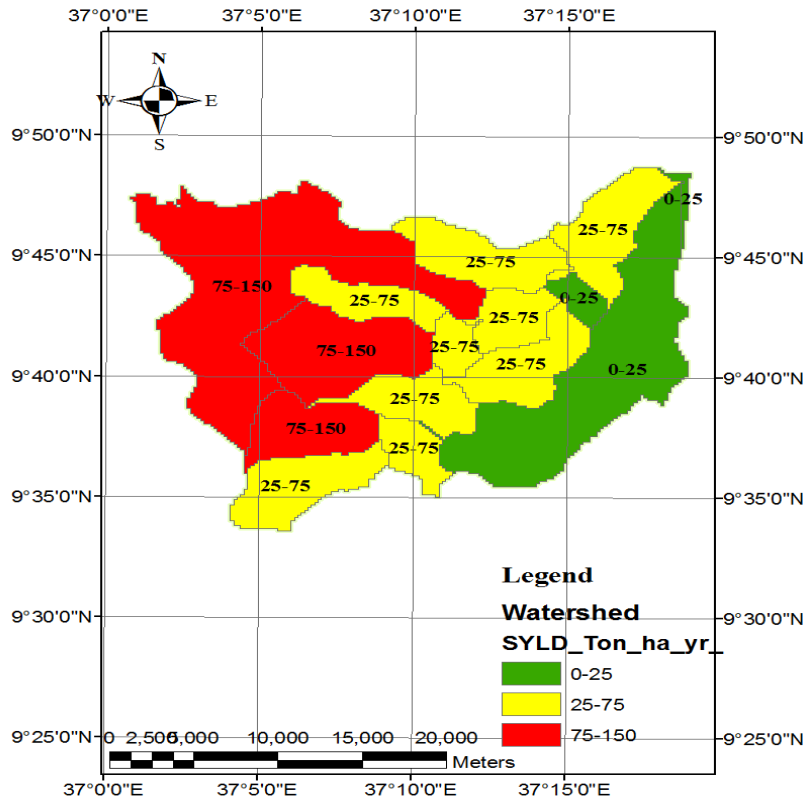 37°0'0"E 37°5'0"E 37°10'0"E 37°15'0"E
N
W E
S
9°50'0"N 9°50'0"N
0-25
25-75
9°45'0"N 9°45'0"N
25-75
75-150
25-75
0-25
25-75
25-75
75-150
25-75
9°40'0"N 0-25 9°40'0"N
25-75
75-150
25-75
25-75
9°35'0"N 9°35'0"N
Legend
Watershed
9°30'0"N 9°30'0"N
SYLD_Ton_ha_yr_
0-25
25-75
75-150
9°25'0"N 9°25'0"N
0 2,500 5,000 10,000 15,000 20,000
Meters
37°0'0"E 37°5'0"E 37°10'0"E 37°15'0"E